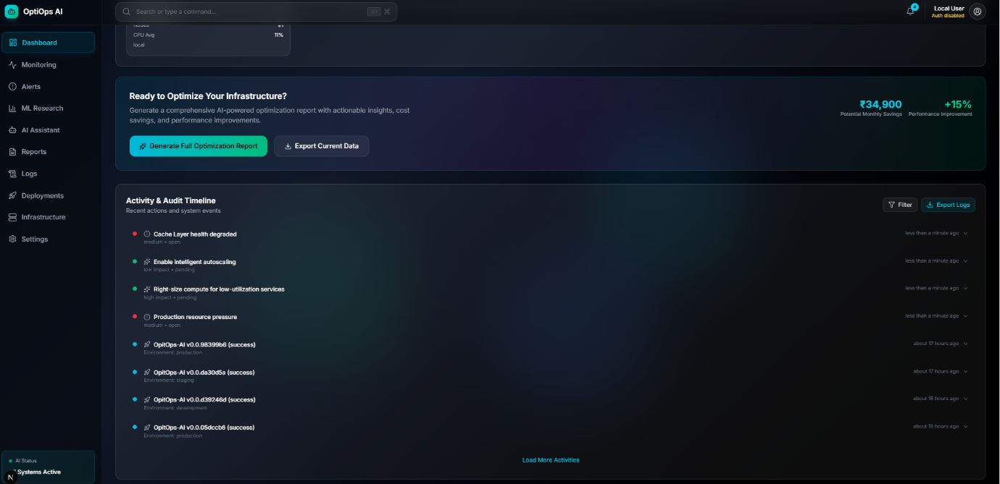 OptiOps AI
Search or type a command...
Local User
Auth disabled
4
Dashboard
Monitoring
Alerts
ML Research
AI Assistant
Reports
Logs
Deployments
Infrastructure
Settings
AI Status
Systems Active
N
CPU Avg 11%
local
Ready to Optimize Your Infrastructure?
Generate a comprehensive AI-powered optimization report with actionable insights, cost
savings, and performance improvements.
Generate Full Optimization Report
Export Current Data
₹34,900
Potential Monthly Savings
+15%
Performance Improvement
Activity & Audit Timeline
Recent actions and system events
Filter
Export Logs
Cache Layer health degraded
medium • open
less than a minute ago
Enable intelligent autoscaling
low impact • pending
less than a minute ago
Right-size compute for low-utilization services
high impact • pending
less than a minute ago
Production resource pressure
medium • open
less than a minute ago
OpitOps-AI v0.0.98399b6 (success)
Environment: production
about 17 hours ago
OpitOps-AI v0.0.da30d5a (success)
Environment: staging
about 17 hours ago
OpitOps-AI v0.0.d39246d (success)
Environment: development
about 18 hours ago
OpitOps-AI v0.0.05dccb6 (success)
Environment: production
about 18 hours ago
Load More Activities